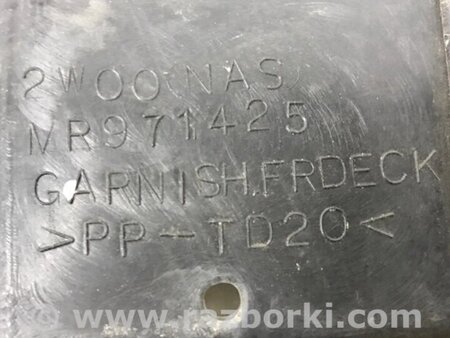 2W00(NAS)
MR971425
GARNISH,FRDECK
>PP-TD20<
www.razborki.com